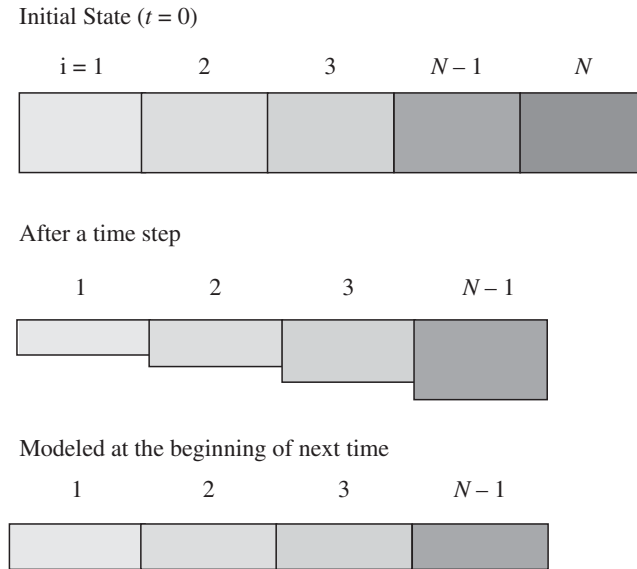 Initial State (t = 0)
i = 1 2 3 N – 1 N
After a time step
1 2 3 N – 1
Modeled at the beginning of next time
1 2 3 N – 1